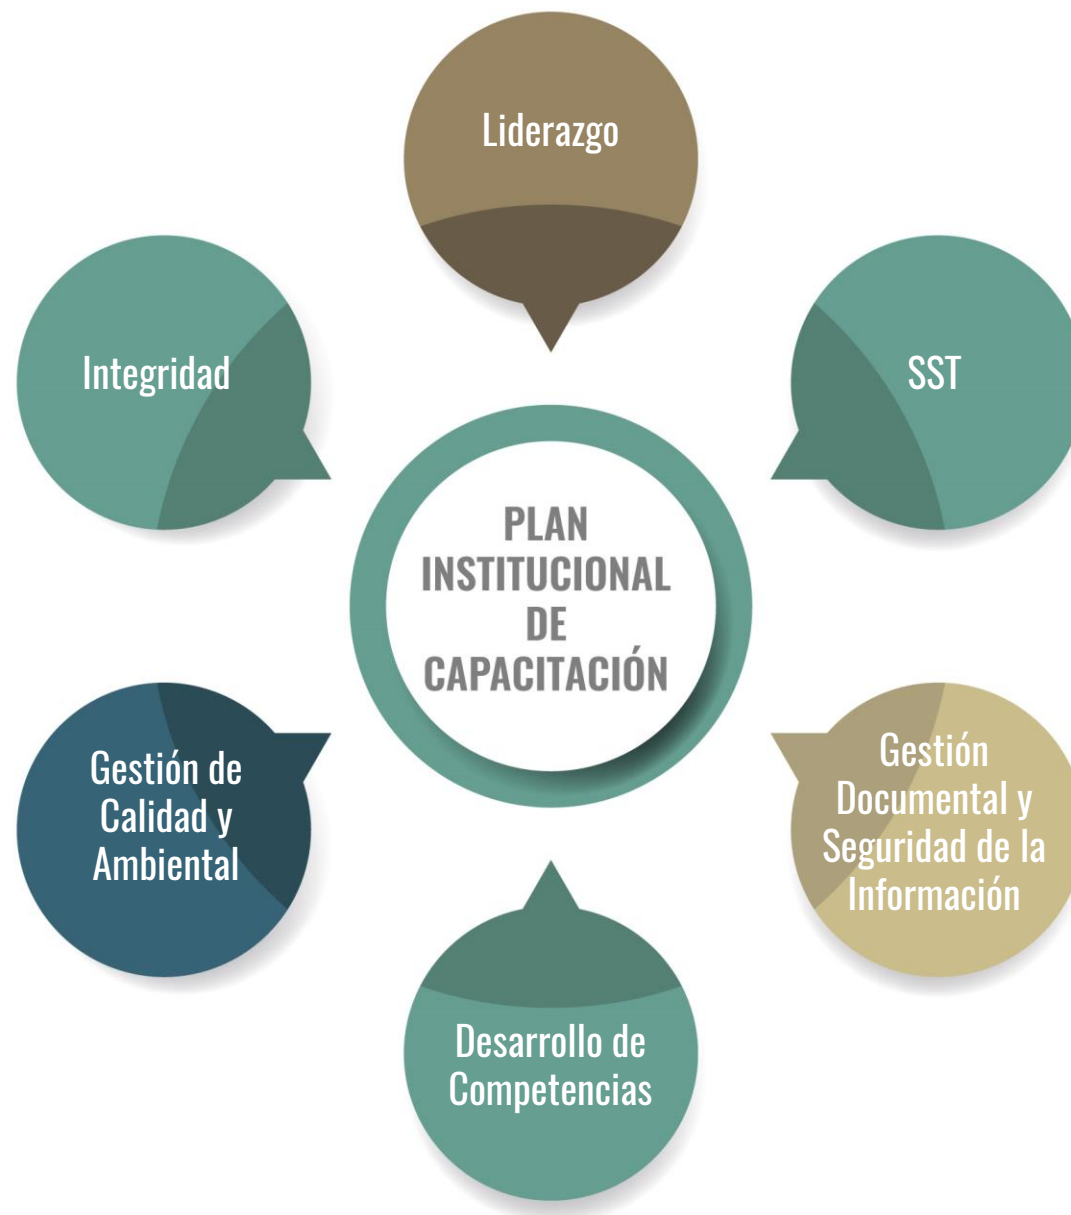 Liderazgo
Integridad
SST
PLAN
INSTITUCIONAL
DE
CAPACITACIÓN
Gestión de
Calidad y
Ambiental
Gestión
Documental y
Seguridad de la
Información
Desarrollo de
Competencias